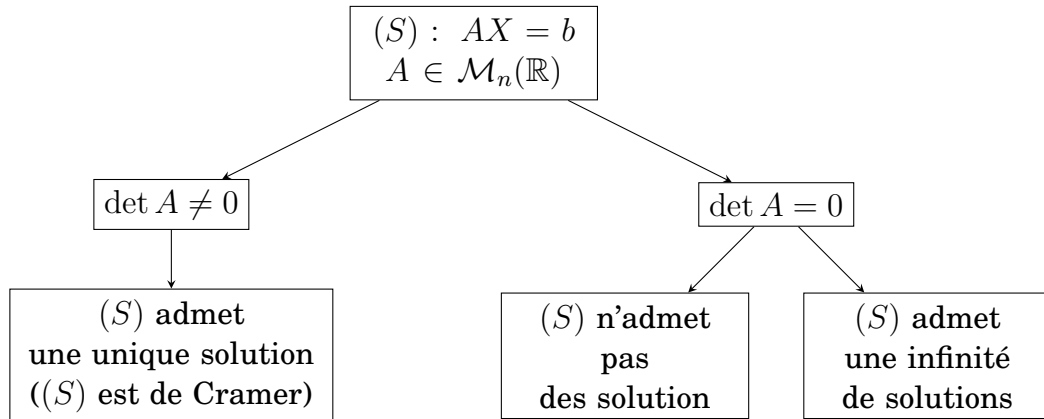 (S) : AX = b
A ∈ ℳₙ(ℝ)
det A ≠ 0
det A = 0
(S) admet
une unique solution
((S) est de Cramer)
(S) n'admet
pas
des solution
(S) admet
une infinité
de solutions